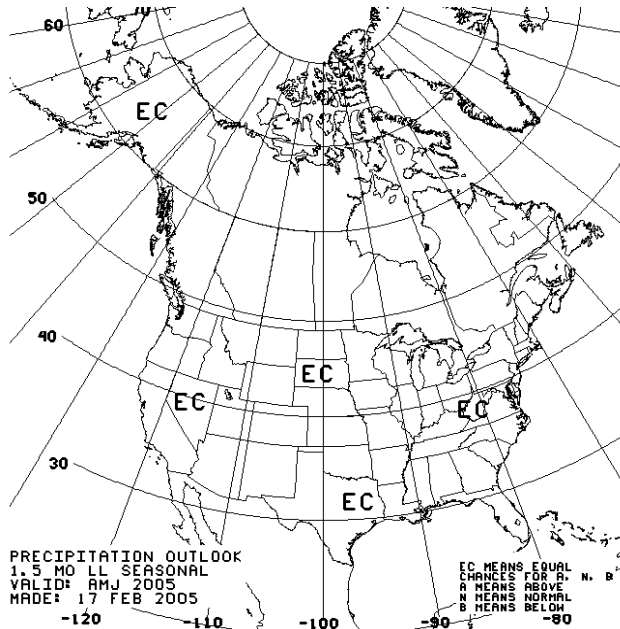 70
60
EC
50
40
EC
EC
EC
30
EC
PRECIPITATION OUTLOOK
1.5 MO LL SEASONAL
VALID: AMJ 2005
MADE: 17 FEB 2005
EC MEANS EQUAL
CHANCES FOR A, N, B
A MEANS ABOVE
N MEANS NORMAL
B MEANS BELOW
-120
-110
-100
-90
-80